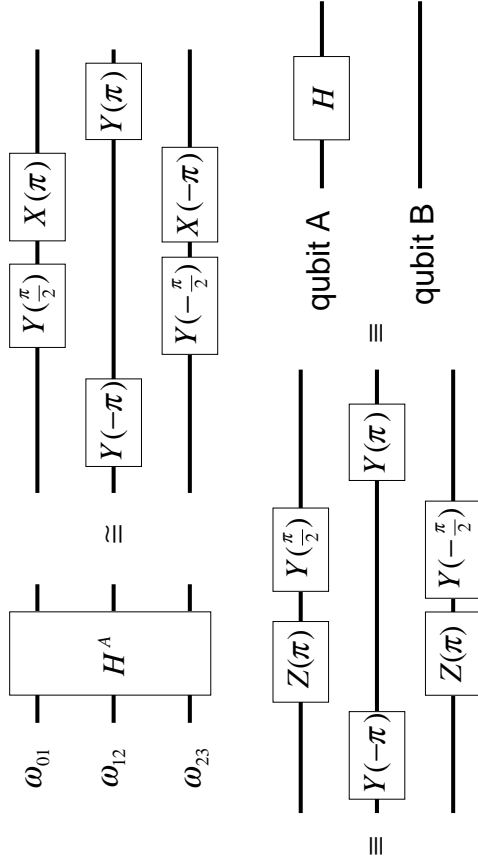 ω₀₁ Y(π/2) X(π)
ω₁₂ H^A ≅ Y(−π) Y(π)
ω₂₃ Y(−π/2) X(−π)
Z(π) Y(π/2) qubit A H
≡ Y(−π) Y(π) ≡
Z(π) Y(−π/2) qubit B